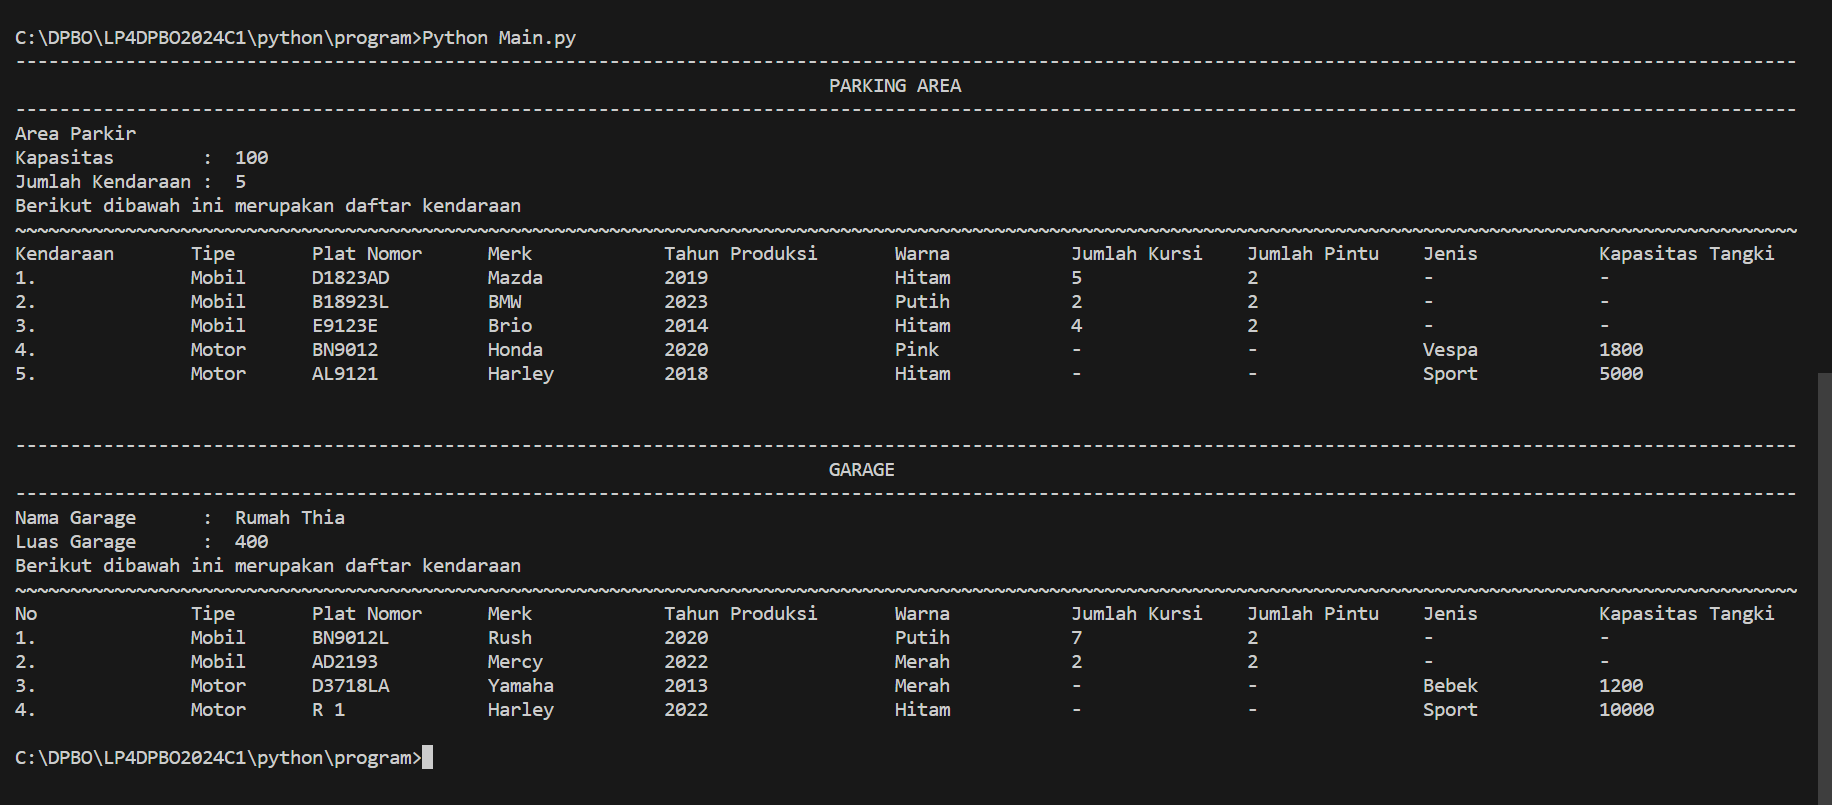 C:\DPBO\LP4DPBO2024C1\python\program>Python Main.py
------------------------------------------------------------------------------------------------------------------------------------------------------------------
PARKING AREA
------------------------------------------------------------------------------------------------------------------------------------------------------------------
Area Parkir
Kapasitas        :  100
Jumlah Kendaraan :  5
Berikut dibawah ini merupakan daftar kendaraan
~~~~~~~~~~~~~~~~~~~~~~~~~~~~~~~~~~~~~~~~~~~~~~~~~~~~~~~~~~~~~~~~~~~~~~~~~~~~~~~~~~~~~~~~~~~~~~~~~~~~~~~~~~~~~~~~~~~~~~~~~~~~~~~~~~~~~~~~~~~~~~~~~~~~~~~~~~~~~~~~~~
Kendaraan       Tipe       Plat Nomor      Merk            Tahun Produksi       Warna           Jumlah Kursi    Jumlah Pintu    Jenis           Kapasitas Tangki
1.              Mobil      D1823AD         Mazda           2019                 Hitam           5               2               -               -
2.              Mobil      B18923L         BMW             2023                 Putih           2               2               -               -
3.              Mobil      E9123E          Brio            2014                 Hitam           4               2               -               -
4.              Motor      BN9012          Honda           2020                 Pink            -               -               Vespa           1800
5.              Motor      AL9121          Harley          2018                 Hitam           -               -               Sport           5000
------------------------------------------------------------------------------------------------------------------------------------------------------------------
GARAGE
------------------------------------------------------------------------------------------------------------------------------------------------------------------
Nama Garage      :  Rumah Thia
Luas Garage      :  400
Berikut dibawah ini merupakan daftar kendaraan
~~~~~~~~~~~~~~~~~~~~~~~~~~~~~~~~~~~~~~~~~~~~~~~~~~~~~~~~~~~~~~~~~~~~~~~~~~~~~~~~~~~~~~~~~~~~~~~~~~~~~~~~~~~~~~~~~~~~~~~~~~~~~~~~~~~~~~~~~~~~~~~~~~~~~~~~~~~~~~~~~~
No              Tipe       Plat Nomor      Merk            Tahun Produksi       Warna           Jumlah Kursi    Jumlah Pintu    Jenis           Kapasitas Tangki
1.              Mobil      BN9012L         Rush            2020                 Putih           7               2               -               -
2.              Mobil      AD2193          Mercy           2022                 Merah           2               2               -               -
3.              Motor      D3718LA         Yamaha          2013                 Merah           -               -               Bebek           1200
4.              Motor      R 1             Harley          2022                 Hitam           -               -               Sport           10000
C:\DPBO\LP4DPBO2024C1\python\program>